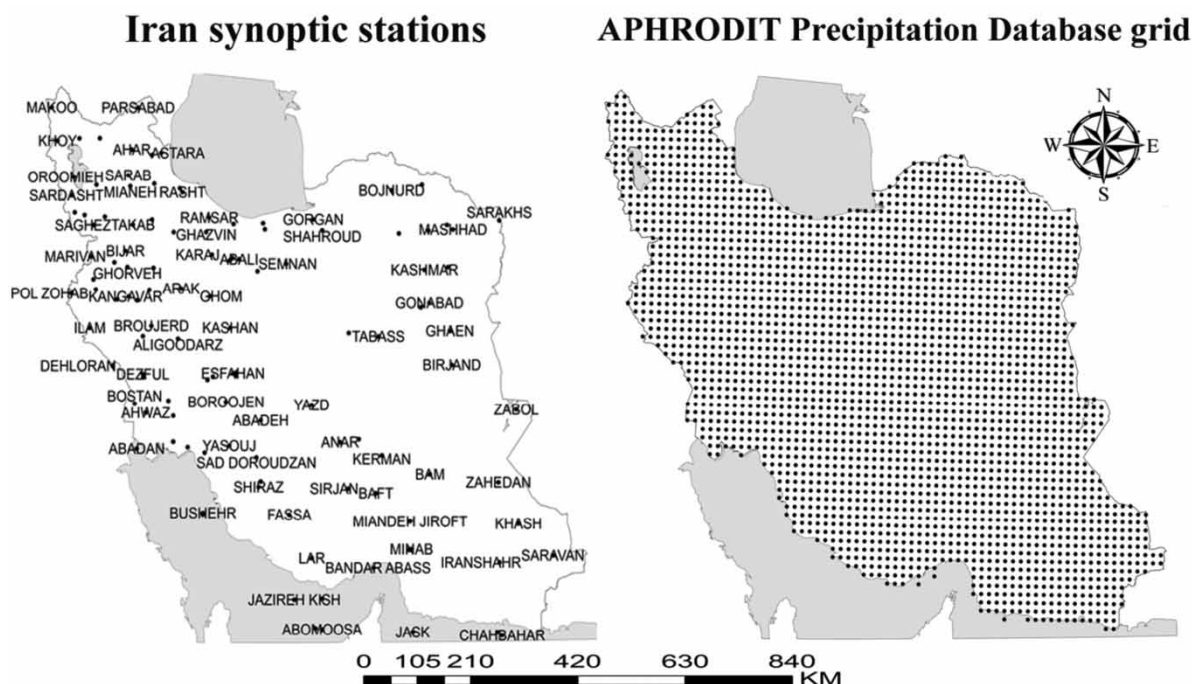 Iran synoptic stations
APHRODIT Precipitation Database grid
MAKOO
PARSABAD
KHOY
AHAR
ASTARA
OROOMIEH
SARAB
SARDASHT
MIANEH
RASHT
BOJNURD
SAGHEZ
TAKAB
RAMSAR
GORGAN
SARAKHS
GHAZVIN
SHAHROUD
MASHHAD
MARIVAN
BIJAR
KARAJ
ABALI
SEMNAN
GHORVEH
KASHMAR
POL ZOHAB
KANGAVAR
ARAK
GHOM
GONABAD
ILAM
BROUJERD
KASHAN
TABASS
GHAEN
ALIGOODARZ
DEHLORAN
DEZFUL
ESFAHAN
BIRJAND
BOSTAN
BOROOJEN
YAZD
ZABOL
AHWAZ
ABADEH
ABADAN
YASOUJ
ANAR
SAD DOROUDZAN
KERMAN
BAM
ZAHEDAN
SHIRAZ
SIRJAN
BAFT
BUSHEHR
FASSA
MIANDEH JIROFT
KHASH
MINAB
SARAVAN
LAR
BANDAR ABASS
IRANSHAHR
JAZIREH KISH
ABOMOOSA
JASK
CHAHBAHAR
N
W E
S
0 105 210 420 630 840
KM